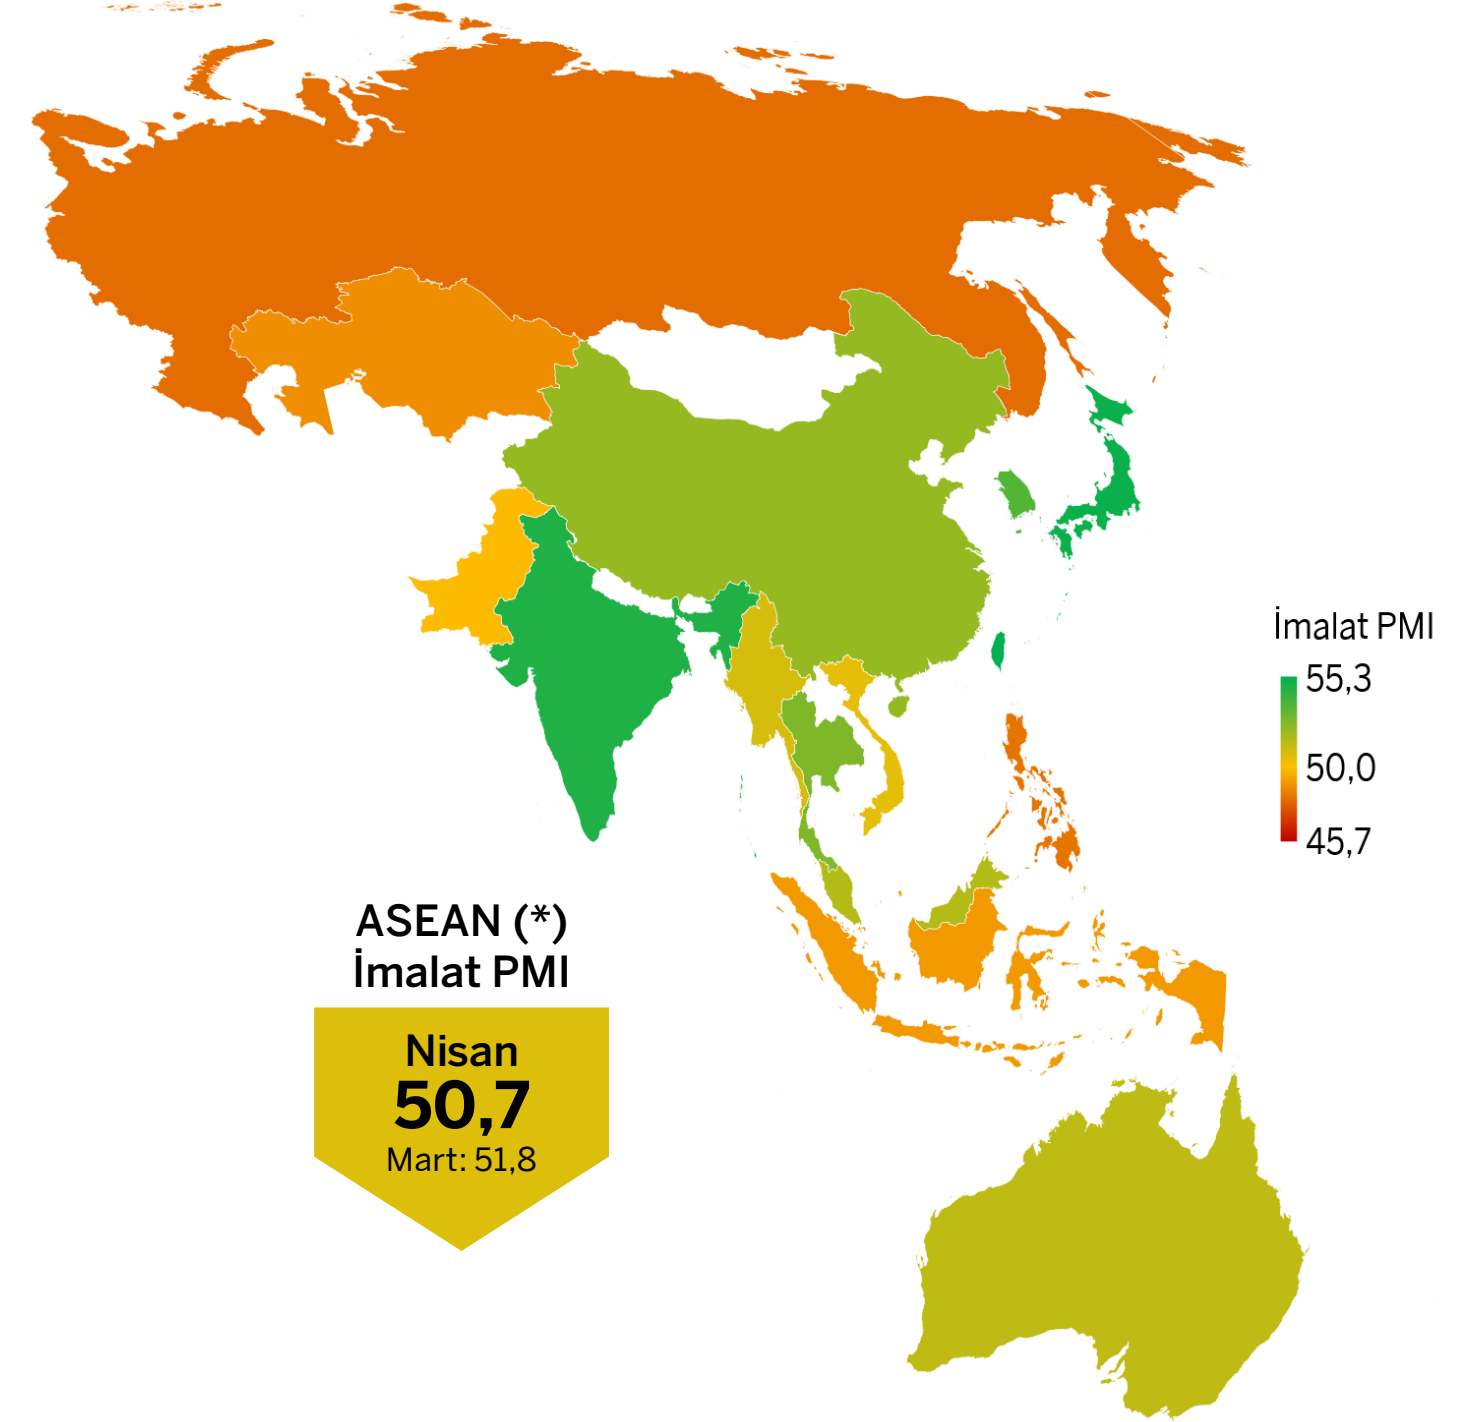 İmalat PMI
55,3
50,0
45,7
ASEAN (*)
İmalat PMI
Nisan
50,7
Mart: 51,8